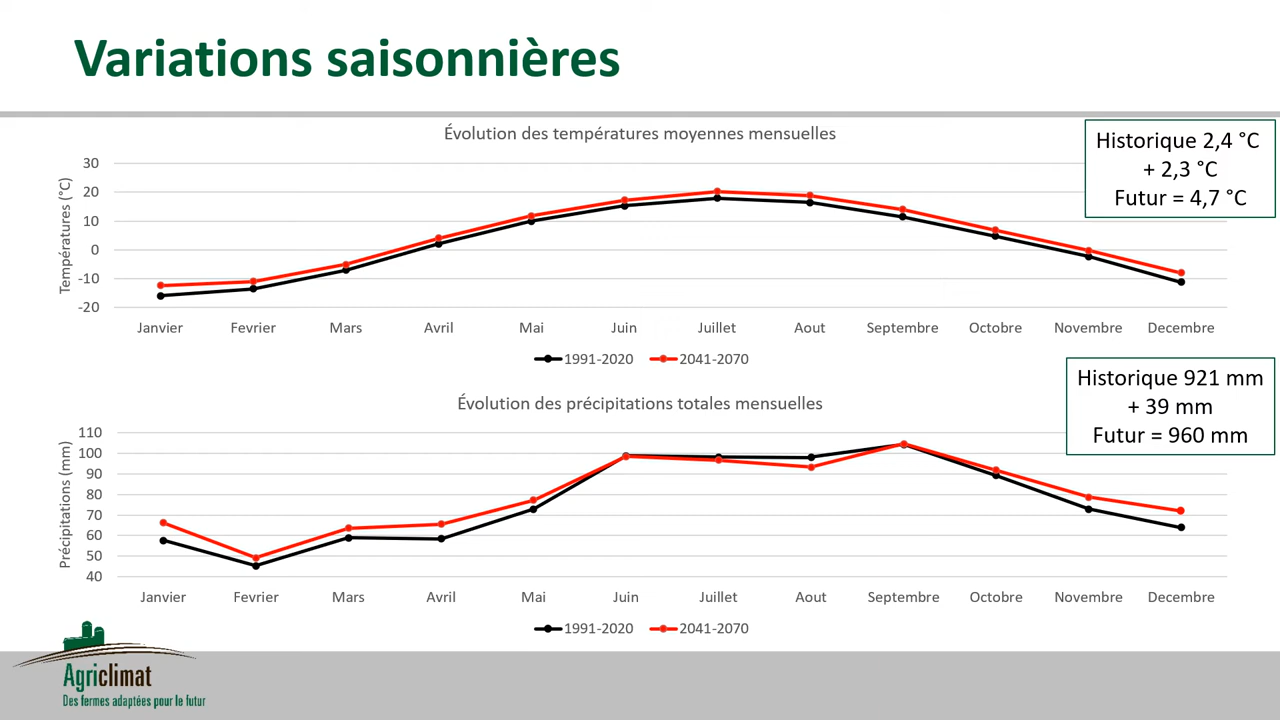 Variations saisonnières
Évolution des températures moyennes mensuelles
Historique 2,4 °C
+ 2,3 °C
Futur = 4,7 °C
Températures (°C)
30
20
10
0
-10
-20
Janvier Fevrier Mars Avril Mai Juin Juillet Aout Septembre Octobre Novembre Decembre
1991-2020 2041-2070
Historique 921 mm
+ 39 mm
Futur = 960 mm
Évolution des précipitations totales mensuelles
Précipitations (mm)
110
100
90
80
70
60
50
40
Janvier Fevrier Mars Avril Mai Juin Juillet Aout Septembre Octobre Novembre Decembre
1991-2020 2041-2070
Agriclimat
Des fermes adaptées pour le futur